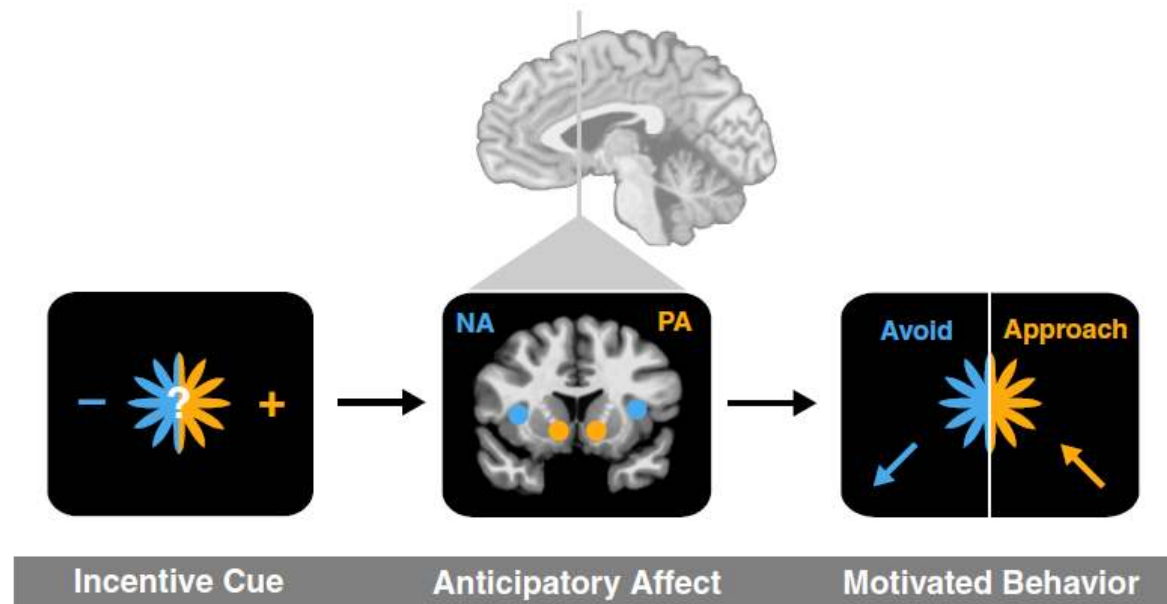 NA PA
Avoid Approach
− ? +
Incentive Cue Anticipatory Affect Motivated Behavior